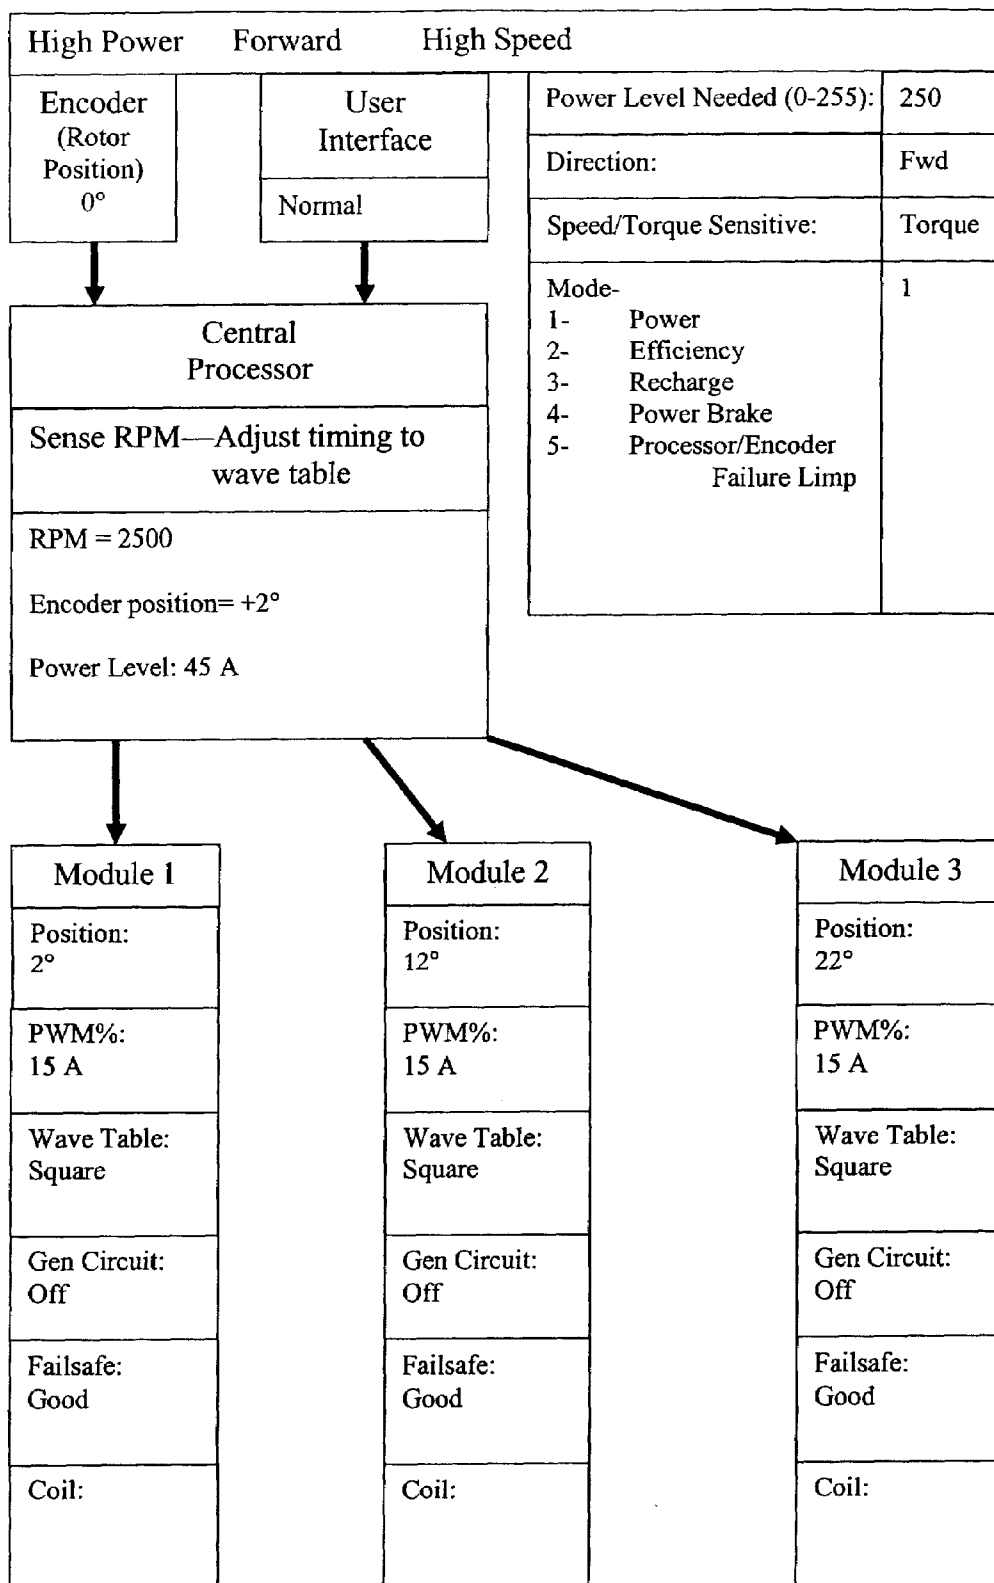 High Power Forward High Speed
Encoder
(Rotor
Position)
0°
User
Interface
Normal
Power Level Needed (0-255): 250
Direction: Fwd
Speed/Torque Sensitive: Torque
Mode- 1
1- Power
2- Efficiency
3- Recharge
4- Power Brake
5- Processor/Encoder
Failure Limp
Central
Processor
Sense RPM—Adjust timing to
wave table
RPM = 2500
Encoder position= +2°
Power Level: 45 A
Module 1
Position:
2°
PWM%:
15 A
Wave Table:
Square
Gen Circuit:
Off
Failsafe:
Good
Coil:
Module 2
Position:
12°
PWM%:
15 A
Wave Table:
Square
Gen Circuit:
Off
Failsafe:
Good
Coil:
Module 3
Position:
22°
PWM%:
15 A
Wave Table:
Square
Gen Circuit:
Off
Failsafe:
Good
Coil: